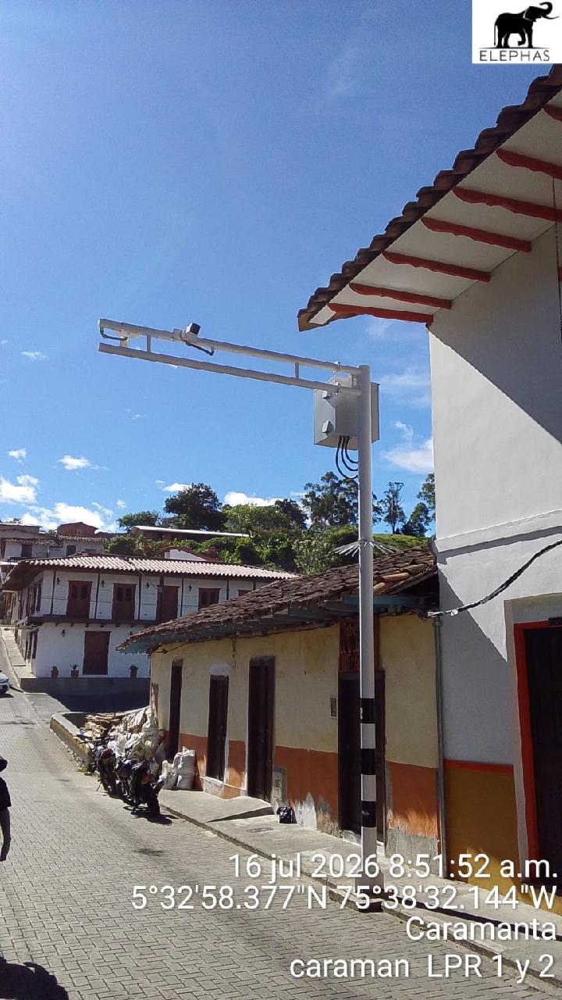 ELEPHAS
16 jul 2026 8:51:52 a.m.
5°32'58.377"N 75°38'32.144"W
Caramanta
caraman LPR 1 y 2